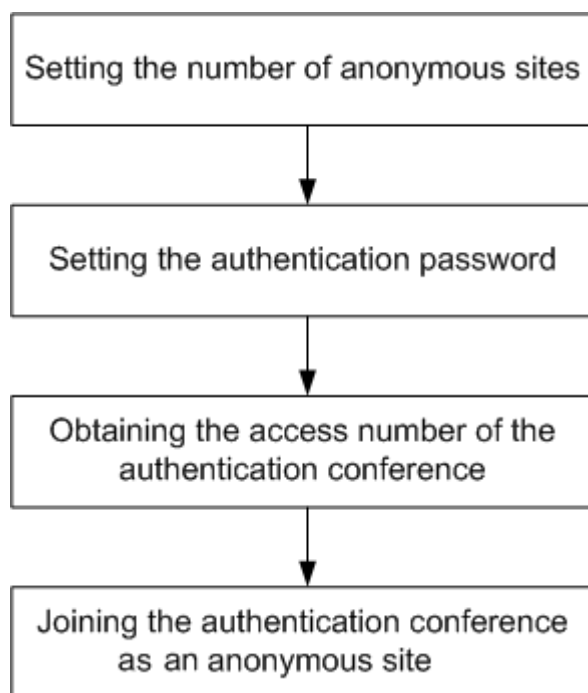 Setting the number of anonymous sites
Setting the authentication password
Obtaining the access number of the
authentication conference
Joining the authentication conference
as an anonymous site